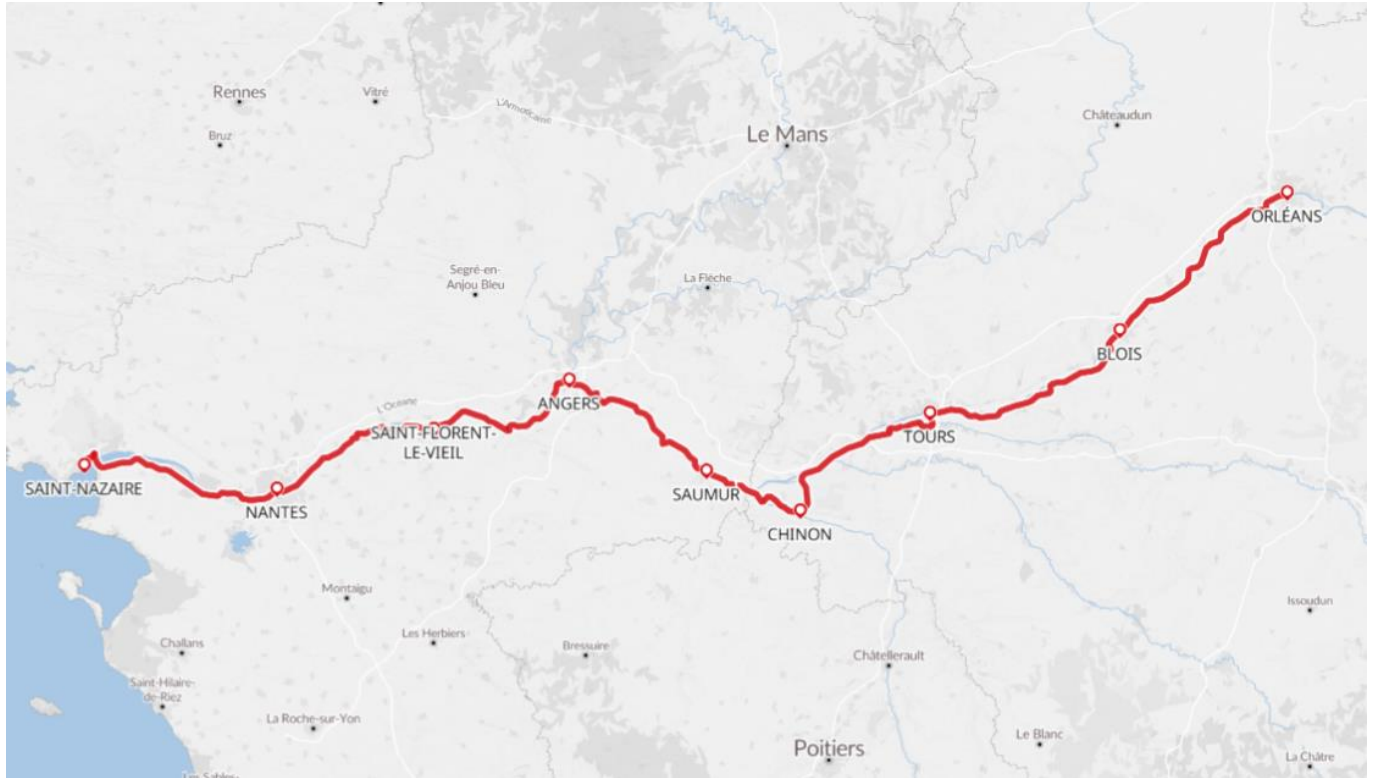 Rennes
Vitré
Bruz
L'Armoricaine
Le Mans
Châteaudun
ORLÉANS
Segré-en-
Anjou Bleu
La Flèche
BLOIS
ANGERS
L'Océane
SAINT-FLORENT-
LE-VIEIL
TOURS
SAINT-NAZAIRE
NANTES
SAUMUR
CHINON
Montaigu
Issoudun
Challans
Les Herbiers
Bressuire
Châtellerault
Saint-Hilaire-
de-Riez
La Roche-sur-Yon
Poitiers
Le Blanc
La Châtre
Les Sables-